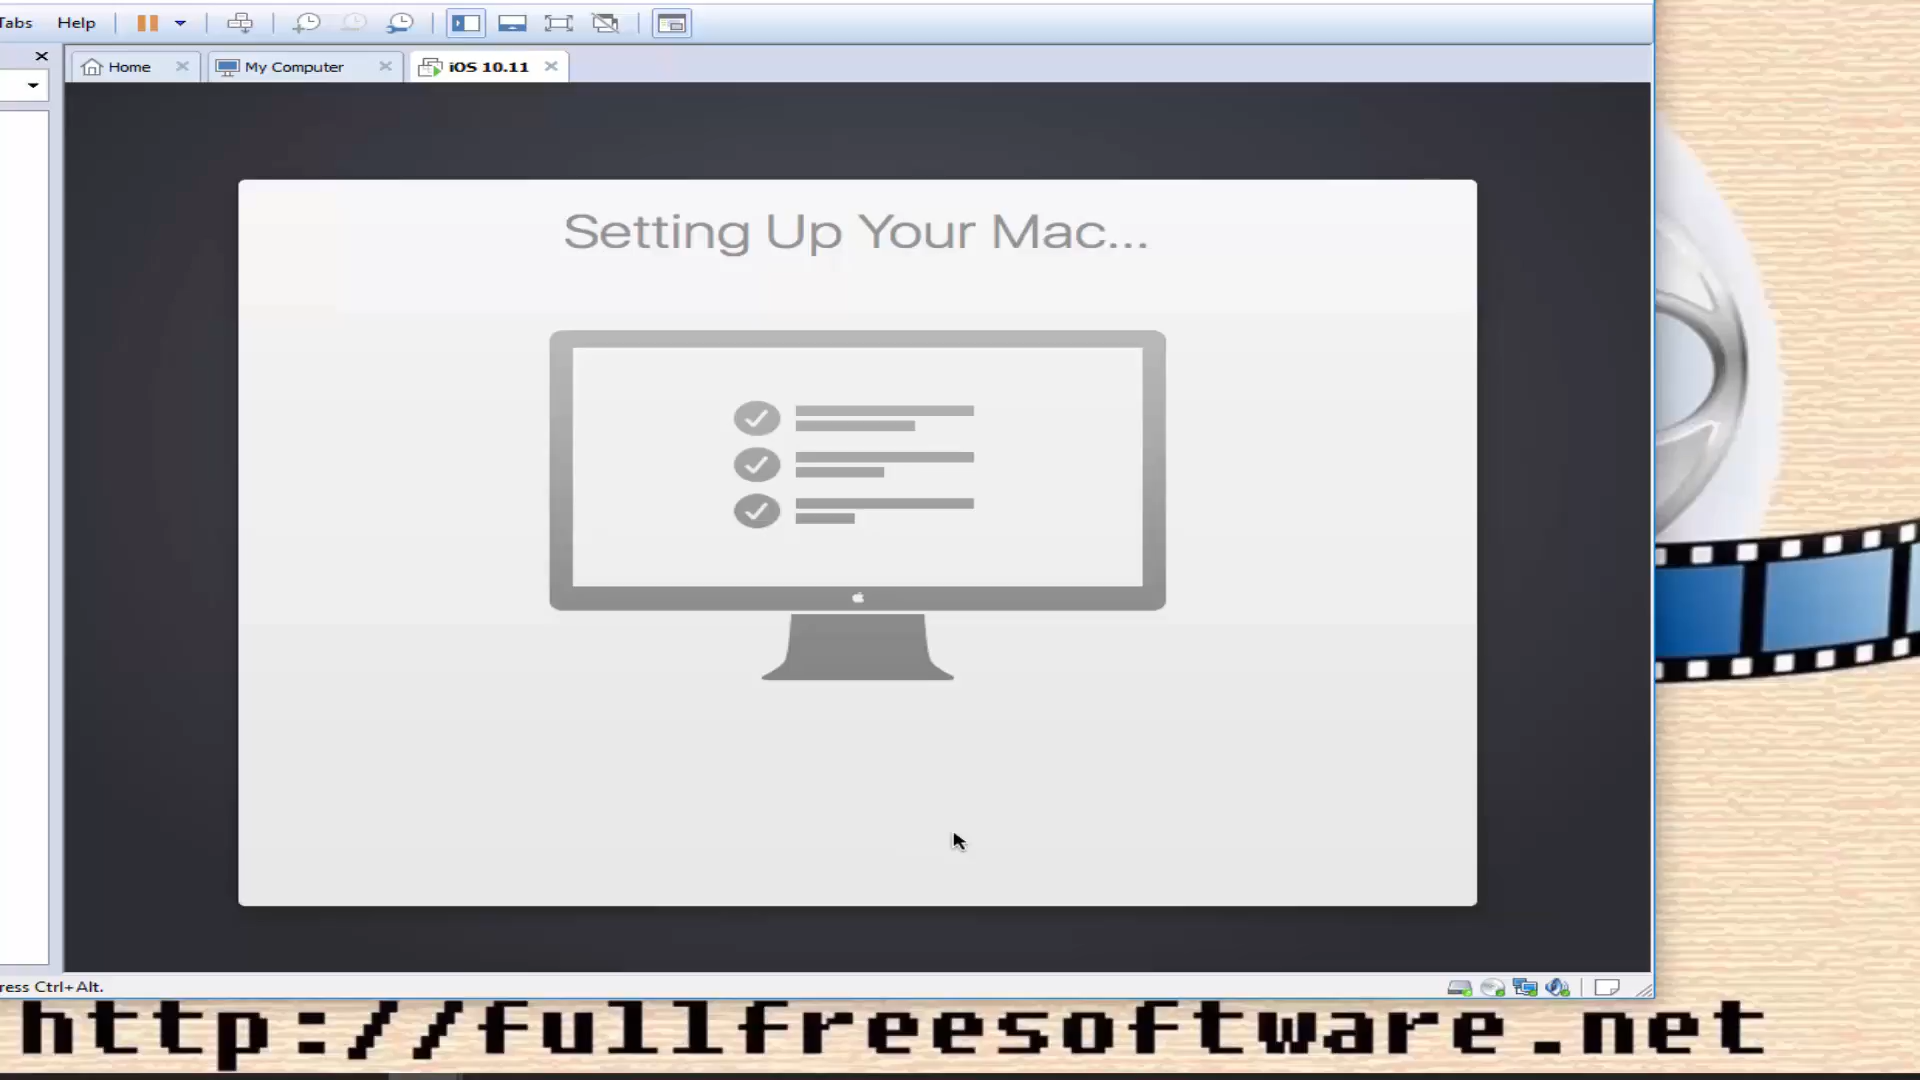 Tabs Help
Home My Computer iOS 10.11
Setting Up Your Mac...
ress Ctrl+Alt.
http://fullfreesoftware.net